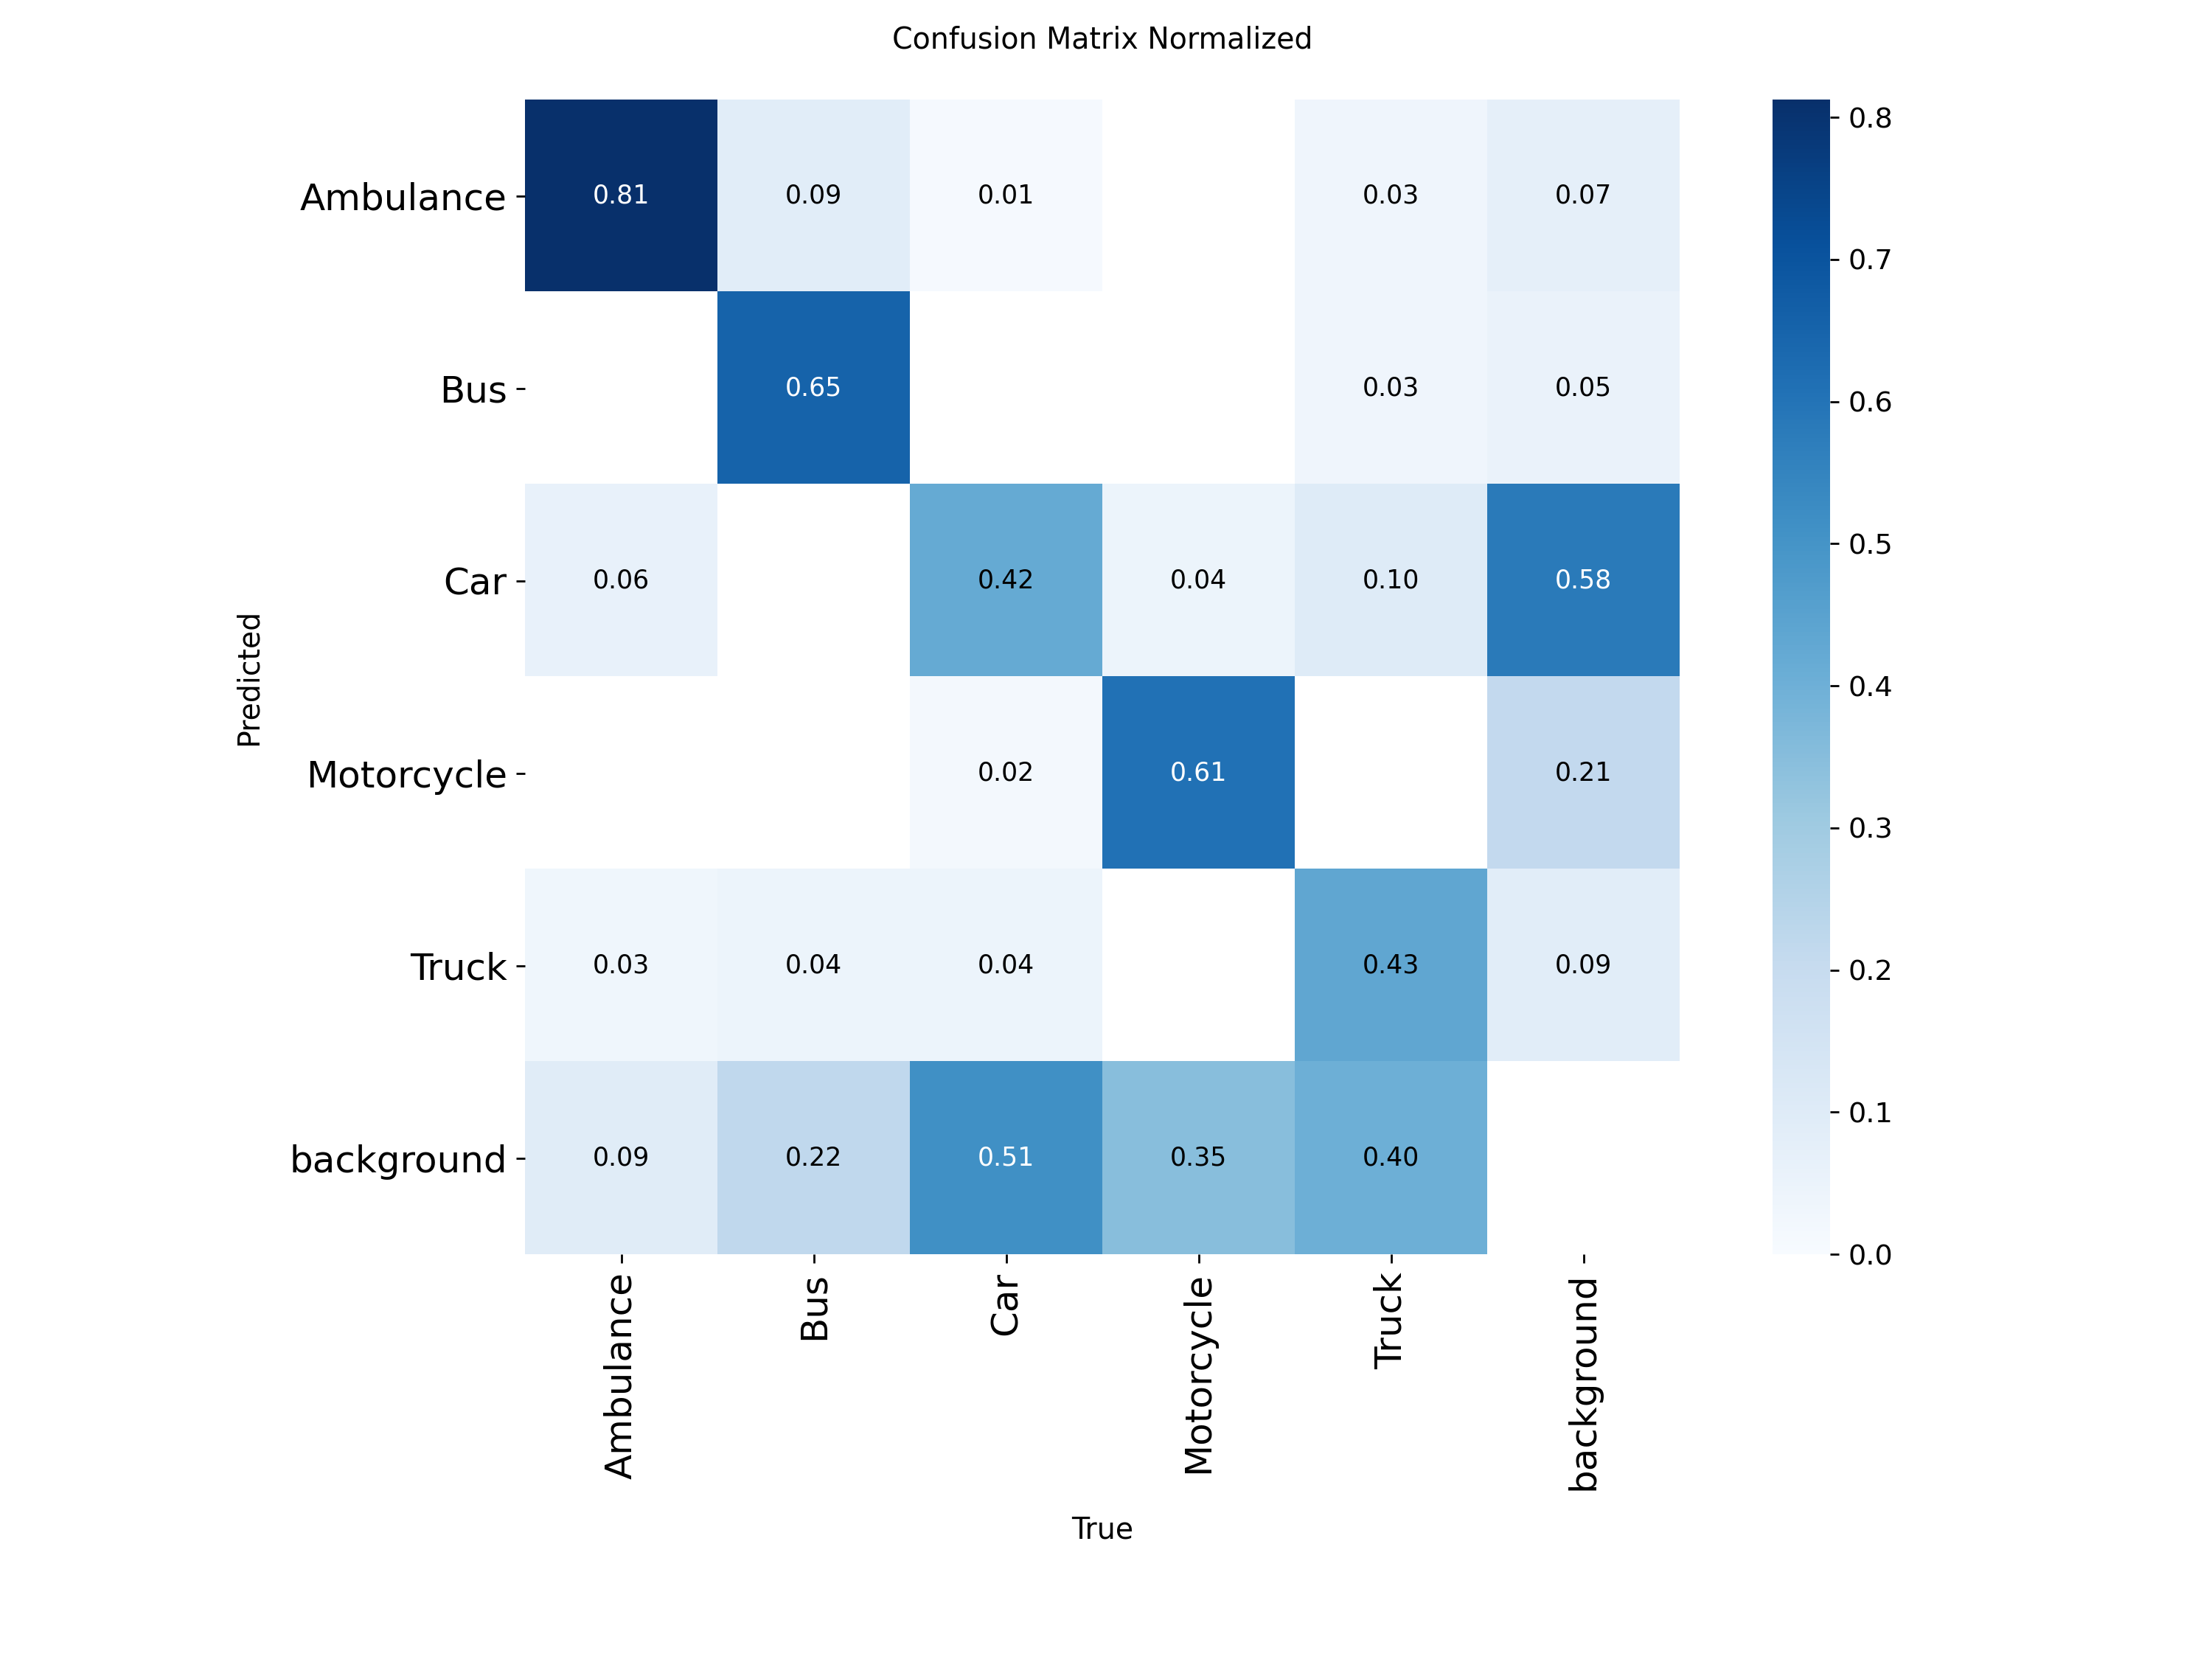 Confusion Matrix Normalized
Ambulance 0.81 0.09 0.01 0.03 0.07
Bus 0.65 0.03 0.05
Car 0.06 0.42 0.04 0.10 0.58
Motorcycle 0.02 0.61 0.21
Truck 0.03 0.04 0.04 0.43 0.09
background 0.09 0.22 0.51 0.35 0.40
Predicted
Ambulance Bus Car Motorcycle Truck background
True
0.8
0.7
0.6
0.5
0.4
0.3
0.2
0.1
0.0